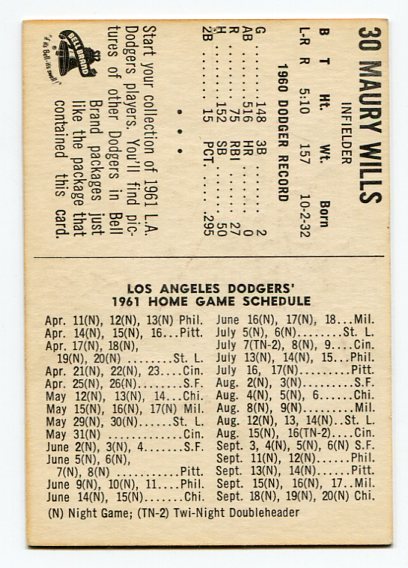 30 MAURY WILLS
INFIELDER
B T Ht. Wt. Born
L-R R 5:10 157 10-2-32
1960 DODGER RECORD
G 148 3B 2
AB 516 HR 0
R 75 RBI 27
H 152 SB 50
2B 15 PCT. .295
• • •
Start your collection of 1961 L.A.
Dodgers players. You'll find pic-
tures of other Dodgers in Bell
Brand packages just
like the package that
contained this card.
BELL BRAND
"if it's Bell-it's swell!"
LOS ANGELES DODGERS'
1961 HOME GAME SCHEDULE
Apr. 11(N), 12(N), 13(N) Phil.
Apr. 14(N), 15(N), 16...Pitt.
Apr. 17(N), 18(N),
19(N), 20(N) .......St. L.
Apr. 21(N), 22(N), 23....Cin.
Apr. 25(N), 26(N).......S.F.
May 12(N), 13(N), 14...Chi.
May 15(N), 16(N), 17(N) Mil.
May 29(N), 30(N) .....St. L.
May 31(N) .............Cin.
June 2(N), 3(N), 4.......S.F.
June 5(N), 6(N),
7(N), 8(N) ...........Pitt.
June 9(N), 10(N), 11....Phil.
June 14(N), 15(N).......Chi.
June 16(N), 17(N), 18...Mil.
July 5(N), 6(N)........St. L.
July 7(TN-2), 8(N), 9....Cin.
July 13(N), 14(N), 15...Phil.
July 16, 17(N) .........Pitt.
Aug. 2(N), 3(N)..........S.F.
Aug. 4(N), 5(N), 6 ......Chi.
Aug. 8(N), 9(N).........Mil.
Aug. 12(N), 13, 14(N)..St. L.
Aug. 15(N), 16(TN-2)....Cin.
Sept. 3, 4(N), 5(N), 6(N) S.F.
Sept. 11(N), 12(N)......Phil.
Sept. 13(N), 14(N)......Pitt.
Sept. 18(N), 19(N), 20(N) Chi.
(N) Night Game; (TN-2) Twi-Night Doubleheader